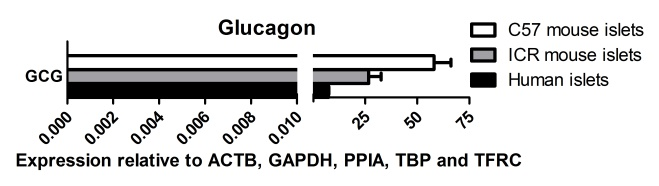 Glucagon
C57 mouse islets
ICR mouse islets
Human islets
GCG
0.000 0.002 0.004 0.006 0.008 0.010 25 50 75
Expression relative to ACTB, GAPDH, PPIA, TBP and TFRC